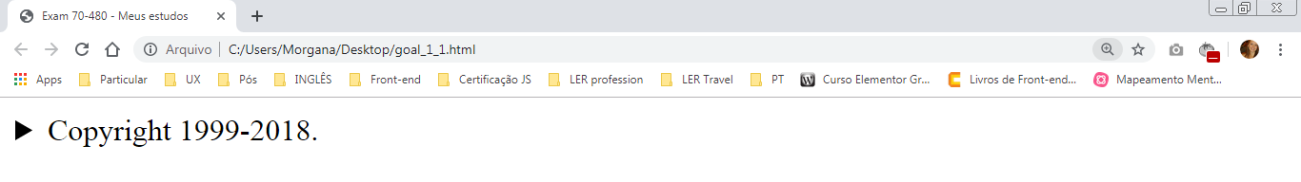 Exam 70-480 - Meus estudos
Arquivo | C:/Users/Morgana/Desktop/goal_1_1.html
Apps Particular UX Pós INGLÊS Front-end Certificação JS LER profession LER Travel PT Curso Elementor Gr... Livros de Front-end... Mapeamento Ment...
Copyright 1999-2018.